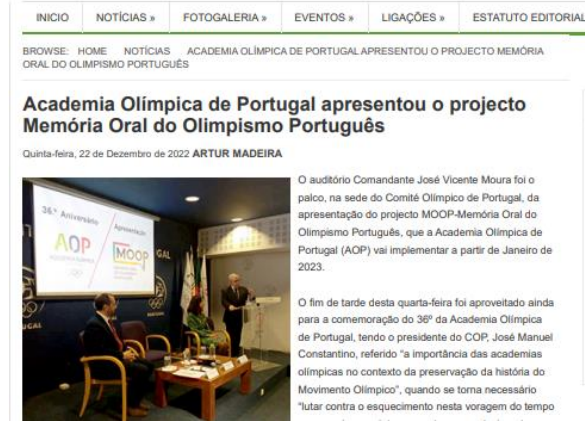 INICIO
NOTÍCIAS »
FOTOGALERIA »
EVENTOS »
LIGAÇÕES »
ESTATUTO EDITORIAL
BROWSE: HOME NOTÍCIAS ACADEMIA OLÍMPICA DE PORTUGAL APRESENTOU O PROJECTO MEMÓRIA
ORAL DO OLIMPISMO PORTUGUÊS
Academia Olímpica de Portugal apresentou o projecto
Memória Oral do Olimpismo Português
Quinta-feira, 22 de Dezembro de 2022 ARTUR MADEIRA
36.º Aniversário
AOP
Apresentação
MOOP
O auditório Comandante José Vicente Moura foi o
palco, na sede do Comité Olímpico de Portugal, da
apresentação do projecto MOOP-Memória Oral do
Olimpismo Português, que a Academia Olímpica de
Portugal (AOP) vai implementar a partir de Janeiro de
2023.
O fim de tarde desta quarta-feira foi aproveitado ainda
para a comemoração do 36º da Academia Olímpica
de Portugal, tendo o presidente do COP, José Manuel
Constantino, referido "a importância das academias
olímpicas no contexto da preservação da história do
Movimento Olímpico", quando se torna necessário
"lutar contra o esquecimento nesta voragem do tempo